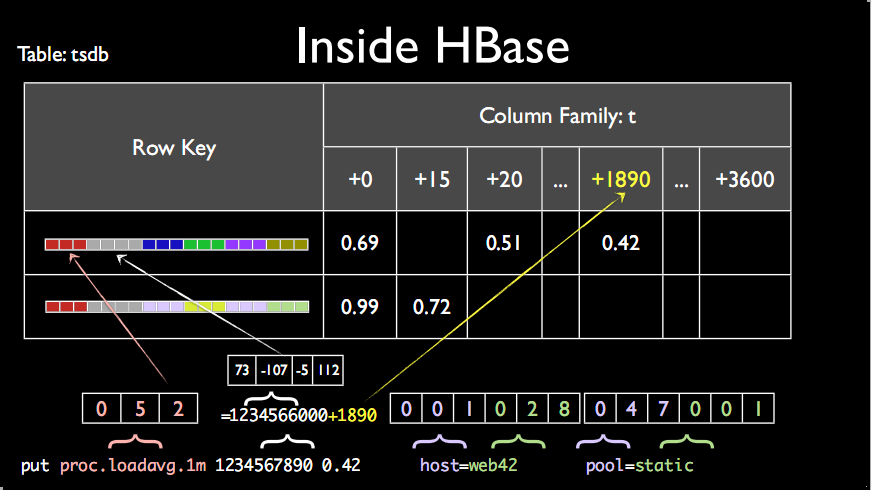 Inside HBase
Table: tsdb
Row Key
Column Family: t
+0 +15 +20 ... +1890 ... +3600
0.69 0.51 0.42
0.99 0.72
73 -107 -5 112
0 5 2 =1234566000+1890 0 0 1 0 2 8 0 4 7 0 0 1
put proc.loadavg.1m 1234567890 0.42 host=web42 pool=static